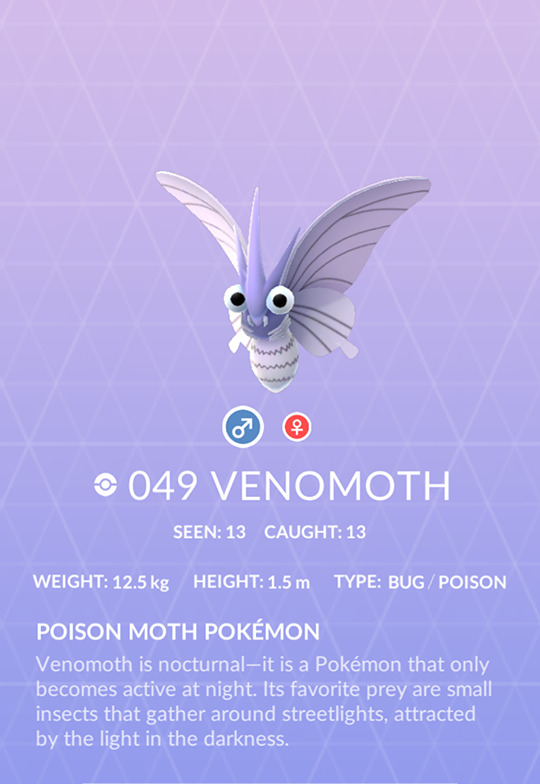 049 VENOMOTH
SEEN: 13 CAUGHT: 13
WEIGHT: 12.5 kg HEIGHT: 1.5 m TYPE: BUG / POISON
POISON MOTH POKÉMON
Venomoth is nocturnal—it is a Pokémon that only
becomes active at night. Its favorite prey are small
insects that gather around streetlights, attracted
by the light in the darkness.